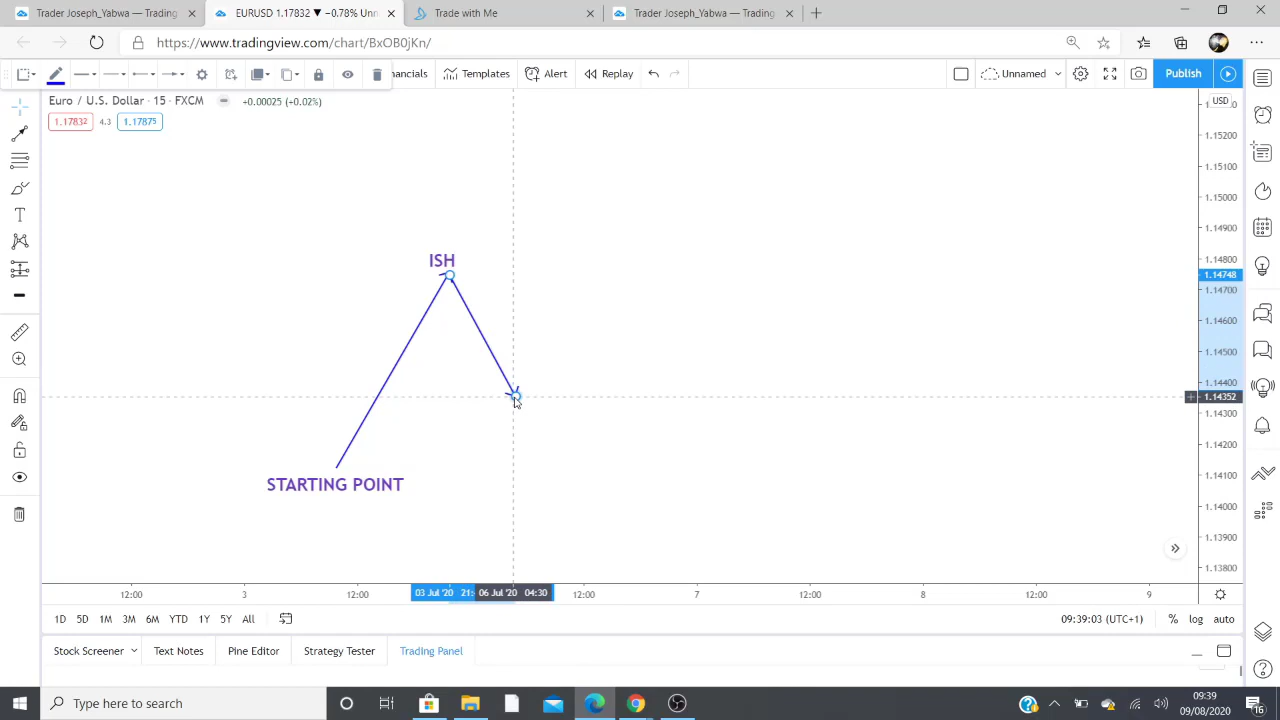 Trader Joseph_Yabwa — Trading
EURUSD 1.17832 ▼ −0.78% Unn
Trade with Me
Trader Joseph_Yabwa — Trading
https://www.tradingview.com/chart/BxOB0jKn/
nancials
Templates
Alert
Replay
Unnamed
Publish
Euro / U.S. Dollar · 15 · FXCM
+0.00025 (+0.02%)
USD
1.17832
4.3
1.17875
1.15200
1.15100
1.15000
1.14900
ISH
1.14800
1.14748
1.14700
1.14600
1.14500
1.14400
1.14352
1.14300
1.14200
STARTING POINT
1.14100
1.14000
1.13900
1.13800
12:00
3
12:00
03 Jul '20 21:
06 Jul '20 04:30
12:00
7
12:00
8
12:00
9
1D 5D 1M 3M 6M YTD 1Y 5Y All
09:39:03 (UTC+1)
% log auto
Stock Screener
Text Notes
Pine Editor
Strategy Tester
Trading Panel
Type here to search
09:39
09/08/2020
16